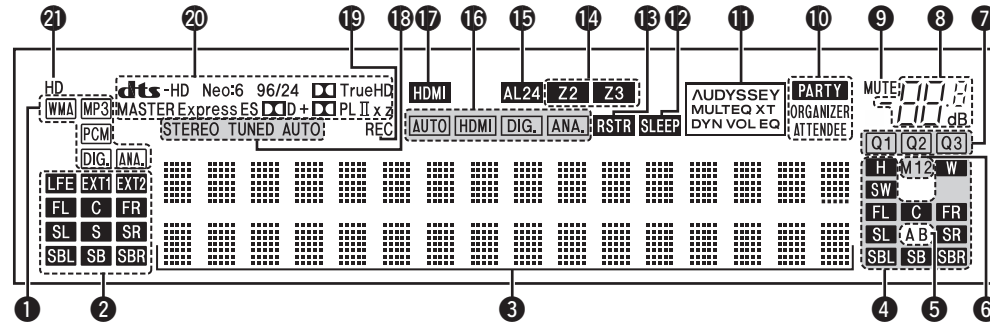 ㉑ ⑳ ⑲ ⑱ ⑰ ⑯ ⑮ ⑭ ⑬ ⑫ ⑪ ⑩ ⑨ ⑧ ⑦
HD
WMA MP3
PCM
DIG. ANA.
LFE EXT1 EXT2
FL C FR
SL S SR
SBL SB SBR
dts-HD Neo:6 96/24 DD TrueHD
MASTER Express ES DD D + DD PL II x z
STEREO TUNED AUTO
REC
HDMI AL24 Z2 Z3
AUTO HDMI DIG. ANA. RSTR SLEEP
AUDYSSEY
MULTEQ XT
DYN VOL EQ
PARTY
ORGANIZER
ATTENDEE
MUTE
dB
Q1 Q2 Q3
H M12 W
SW
FL C FR
SL A B SR
SBL SB SBR
① ② ③ ④ ⑤ ⑥